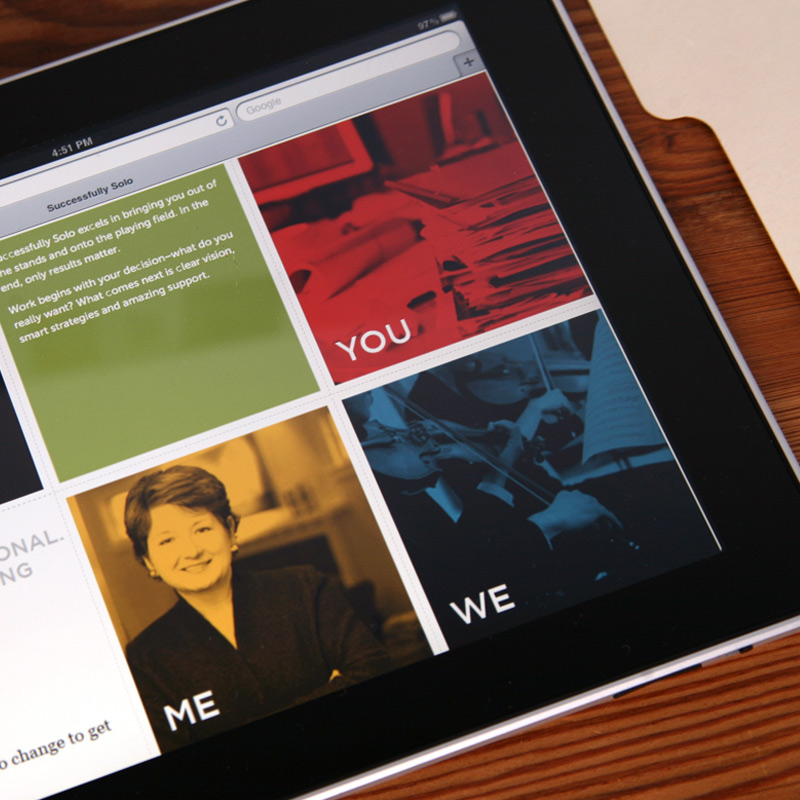 97%
4:51 PM
Google
+
Successfully Solo
uccessfully Solo excels in bringing you out of
ne stands and onto the playing field. In the
end, only results matter.
Work begins with your decision—what do you
really want? What comes next is clear vision,
smart strategies and amazing support.
YOU
ONAL.
NG
ME
WE
o change to get